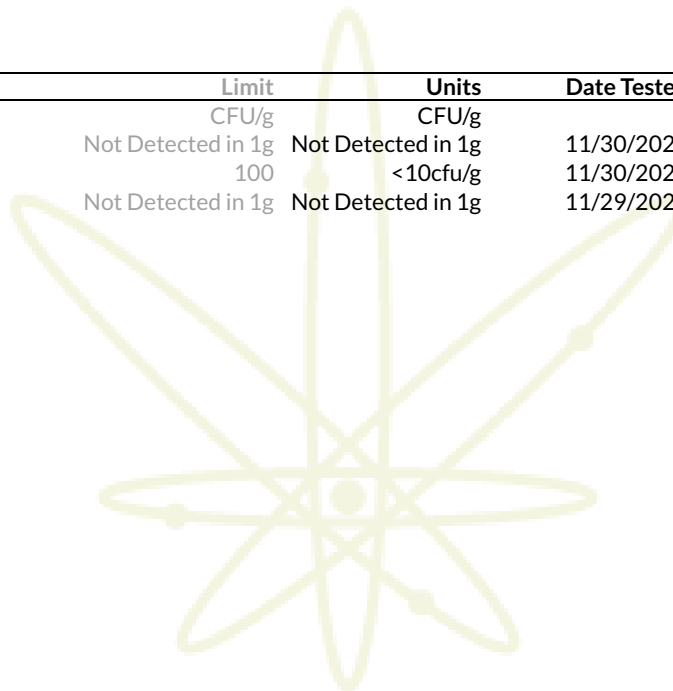 Limit Units Date Teste
CFU/g CFU/g
Not Detected in 1g Not Detected in 1g 11/30/202
100 <10cfu/g 11/30/202
Not Detected in 1g Not Detected in 1g 11/29/202